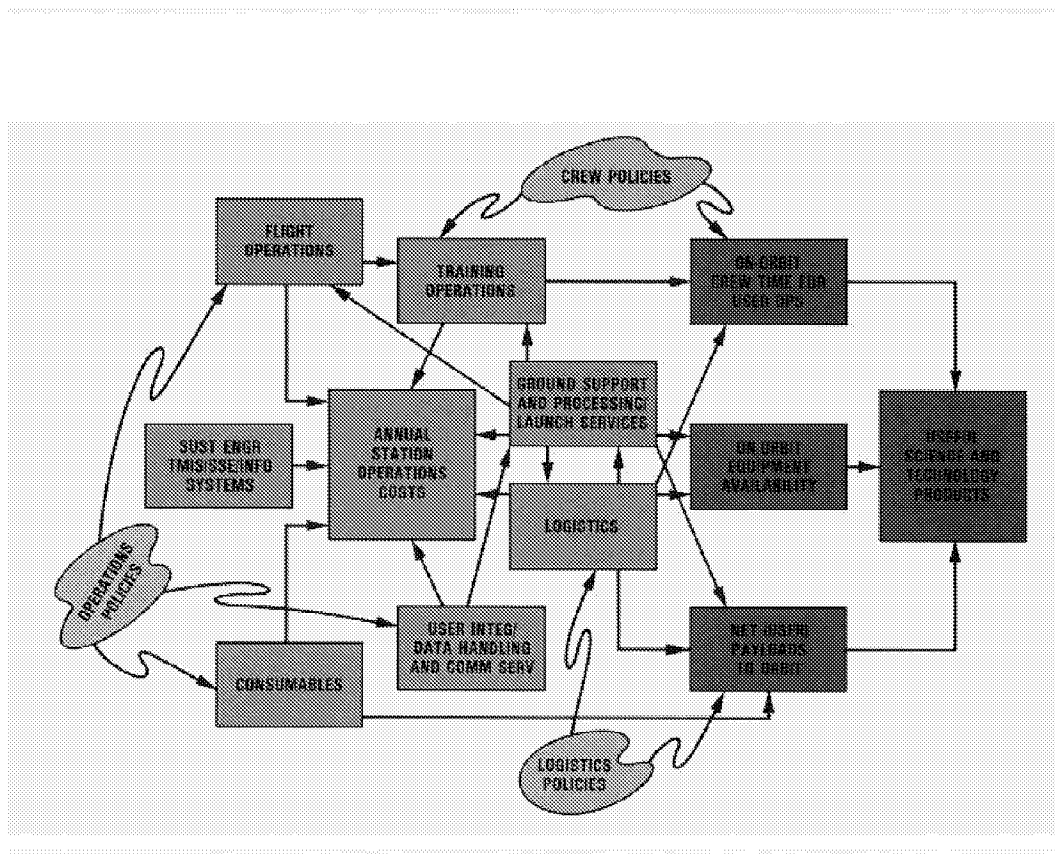 CREW POLICIES
FLIGHT
OPERATIONS
TRAINING
OPERATIONS
ON ORBIT
CREW TIME FOR
USER OPS
GROUND SUPPORT
AND PROCESSING/
LAUNCH SERVICES
ANNUAL
STATION
OPERATIONS
COSTS
SUST ENGR
TMIS/SSE/INFO
SYSTEMS
ON ORBIT
EQUIPMENT
AVAILABILITY
USEFUL
SCIENCE AND
TECHNOLOGY
PRODUCTS
LOGISTICS
OPERATIONS
POLICIES
USER INTEG/
DATA HANDLING
AND COMM SERV
NET (USER)
PAYLOADS
TO ORBIT
CONSUMABLES
LOGISTICS
POLICIES